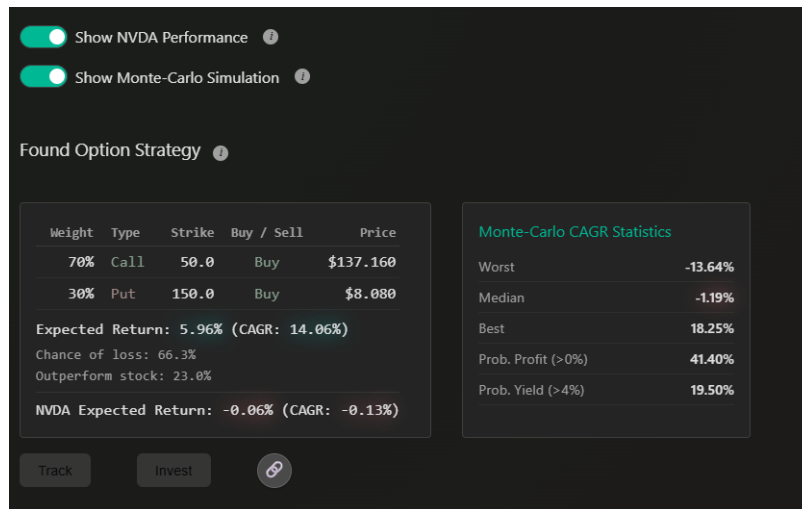 Show NVDA Performance
Show Monte-Carlo Simulation
Found Option Strategy
Weight Type Strike Buy / Sell Price
70% Call 50.0 Buy $137.160
30% Put 150.0 Buy $8.080
Expected Return: 5.96% (CAGR: 14.06%)
Chance of loss: 66.3%
Outperform stock: 23.0%
NVDA Expected Return: -0.06% (CAGR: -0.13%)
Monte-Carlo CAGR Statistics
Worst -13.64%
Median -1.19%
Best 18.25%
Prob. Profit (>0%) 41.40%
Prob. Yield (>4%) 19.50%
Track Invest